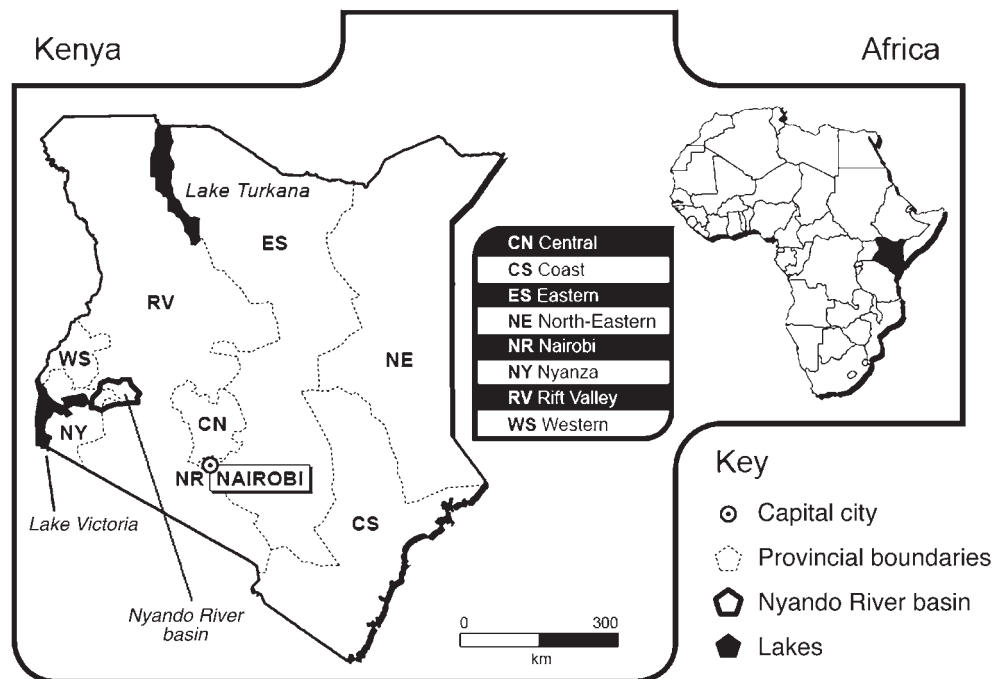 Kenya
Africa
Lake Turkana
ES
RV
WS
NE
CN
NY
NR
NAIROBI
CS
Lake Victoria
Nyando River
basin
CN Central
CS Coast
ES Eastern
NE North-Eastern
NR Nairobi
NY Nyanza
RV Rift Valley
WS Western
Key
Capital city
Provincial boundaries
Nyando River basin
Lakes
0 300
km